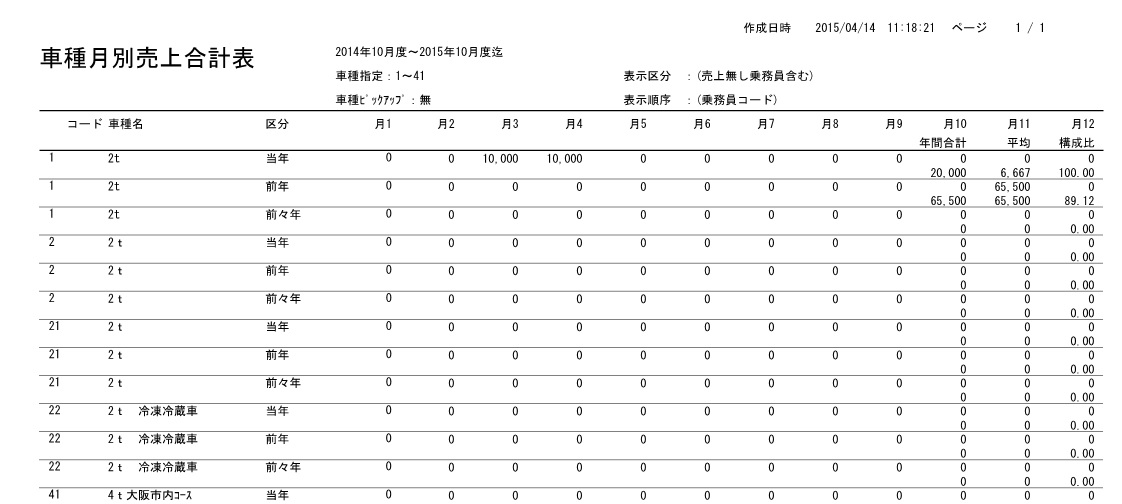 作成日時 2015/04/14 11:18:21 ページ 1 / 1
車種月別売上合計表
2014年10月度～2015年10月度迄
車種指定：1～41 表示区分 ：(売上無し乗務員含む)
車種ﾋﾟｯｸｱｯﾌﾟ：無 表示順序 ：(乗務員コード)
コード 車種名 区分 月1 月2 月3 月4 月5 月6 月7 月8 月9 月10 月11 月12
年間合計 平均 構成比
1 2t 当年 0 0 10,000 10,000 0 0 0 0 0 0 0 0
20,000 6,667 100.00
1 2t 前年 0 0 0 0 0 0 0 0 0 0 65,500 0
65,500 65,500 89.12
1 2t 前々年 0 0 0 0 0 0 0 0 0 0 0 0
0 0 0.00
2 2ｔ 当年 0 0 0 0 0 0 0 0 0 0 0 0
0 0 0.00
2 2ｔ 前年 0 0 0 0 0 0 0 0 0 0 0 0
0 0 0.00
2 2ｔ 前々年 0 0 0 0 0 0 0 0 0 0 0 0
0 0 0.00
21 2ｔ 当年 0 0 0 0 0 0 0 0 0 0 0 0
0 0 0.00
21 2ｔ 前年 0 0 0 0 0 0 0 0 0 0 0 0
0 0 0.00
21 2ｔ 前々年 0 0 0 0 0 0 0 0 0 0 0 0
0 0 0.00
22 2ｔ 冷凍冷蔵車 当年 0 0 0 0 0 0 0 0 0 0 0 0
0 0 0.00
22 2ｔ 冷凍冷蔵車 前年 0 0 0 0 0 0 0 0 0 0 0 0
0 0 0.00
22 2ｔ 冷凍冷蔵車 前々年 0 0 0 0 0 0 0 0 0 0 0 0
0 0 0.00
41 4ｔ大阪市内ｺｰｽ 当年 0 0 0 0 0 0 0 0 0 0 0 0